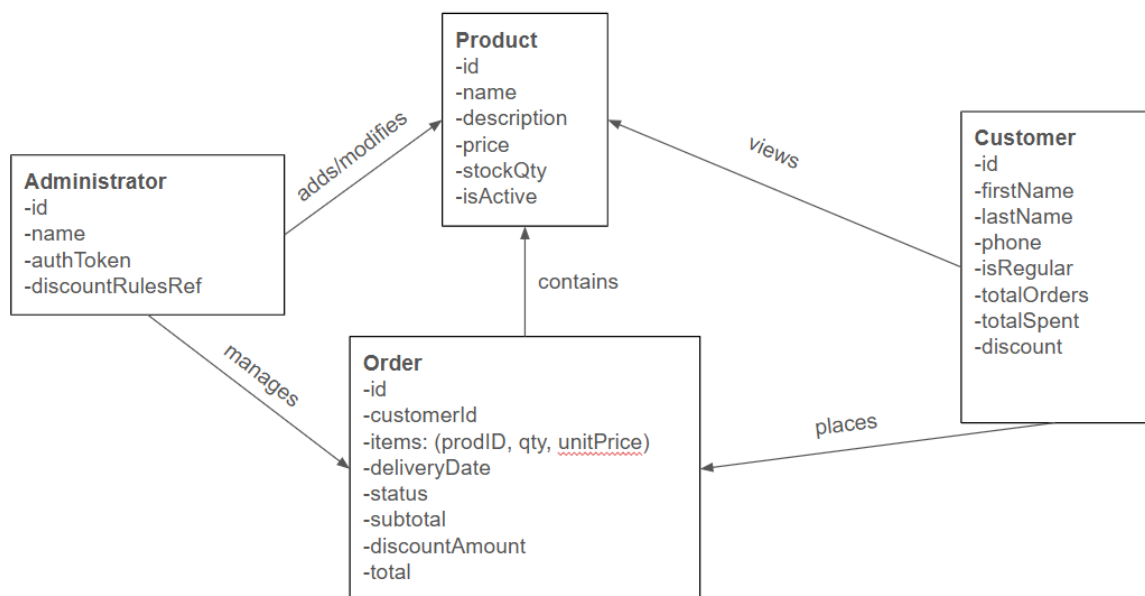 Product
-id
-name
-description
-price
-stockQty
-isActive
adds/modifies
views
Administrator
-id
-name
-authToken
-discountRulesRef
Customer
-id
-firstName
-lastName
-phone
-isRegular
-totalOrders
-totalSpent
-discount
contains
manages
places
Order
-id
-customerId
-items: (prodID, qty, unitPrice)
-deliveryDate
-status
-subtotal
-discountAmount
-total